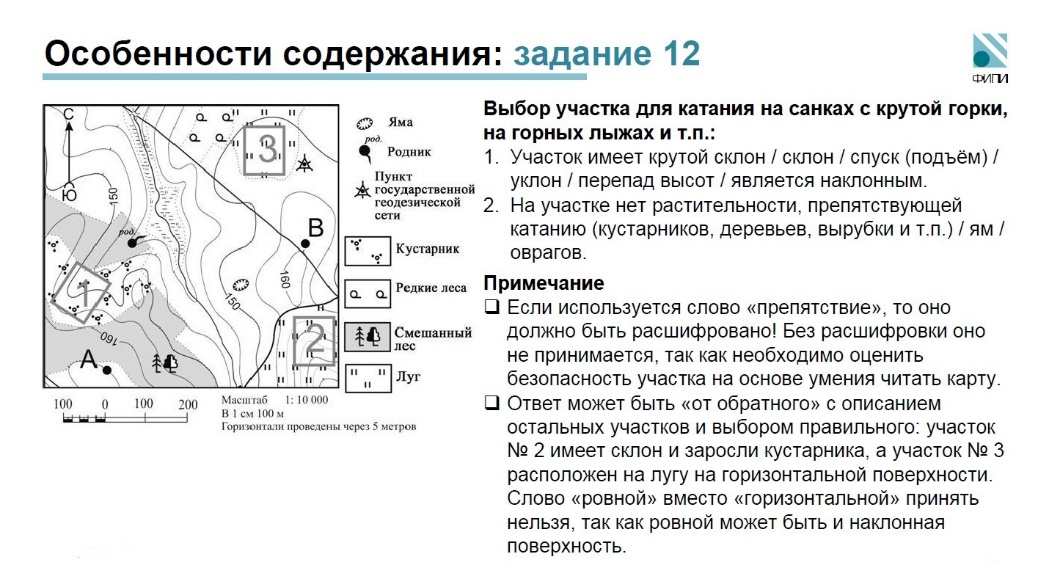 Особенности содержания: задание 12
ФИПИ
С
Ю
150
род.
1
160
А
3
В
160
150
2
Яма
род.
Родник
Пункт
государственной
геодезической
сети
Кустарник
Редкие леса
Смешанный
лес
Луг
100 0 100 200
Масштаб 1: 10 000
В 1 см 100 м
Горизонтали проведены через 5 метров
Выбор участка для катания на санках с крутой горки,
на горных лыжах и т.п.:
1. Участок имеет крутой склон / склон / спуск (подъём) /
уклон / перепад высот / является наклонным.
2. На участке нет растительности, препятствующей
катанию (кустарников, деревьев, вырубки и т.п.) / ям /
оврагов.
Примечание
❑ Если используется слово «препятствие», то оно
должно быть расшифровано! Без расшифровки оно
не принимается, так как необходимо оценить
безопасность участка на основе умения читать карту.
❑ Ответ может быть «от обратного» с описанием
остальных участков и выбором правильного: участок
№ 2 имеет склон и заросли кустарника, а участок № 3
расположен на лугу на горизонтальной поверхности.
Слово «ровной» вместо «горизонтальной» принять
нельзя, так как ровной может быть и наклонная
поверхность.